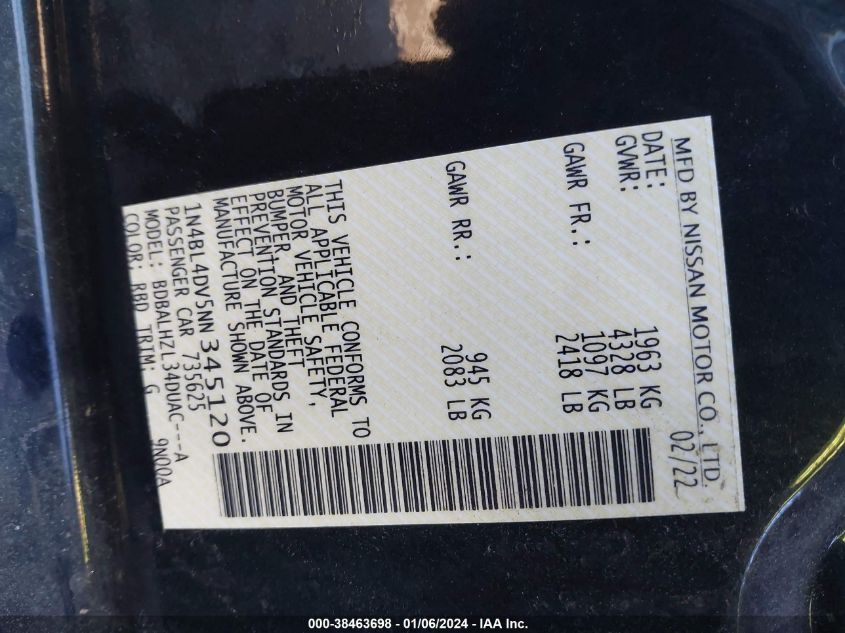 MFD BY NISSAN MOTOR CO., LTD.
DATE: 02/22
GVWR: 1963 KG
4328 LB
GAWR FR.: 1097 KG
2418 LB
GAWR RR.: 945 KG
2083 LB
THIS VEHICLE CONFORMS TO
ALL APPLICABLE FEDERAL
MOTOR VEHICLE SAFETY,
BUMPER AND THEFT
PREVENTION STANDARDS IN
EFFECT ON THE DATE OF
MANUFACTURE SHOWN ABOVE.
1N4BL4DV5NN345120
PASSENGER CAR 735625
MODEL: BDBALHZL34DUAC---A
COLOR: RBD TRIM: G 9N00A
000-38463698 - 01/06/2024 - IAA Inc.